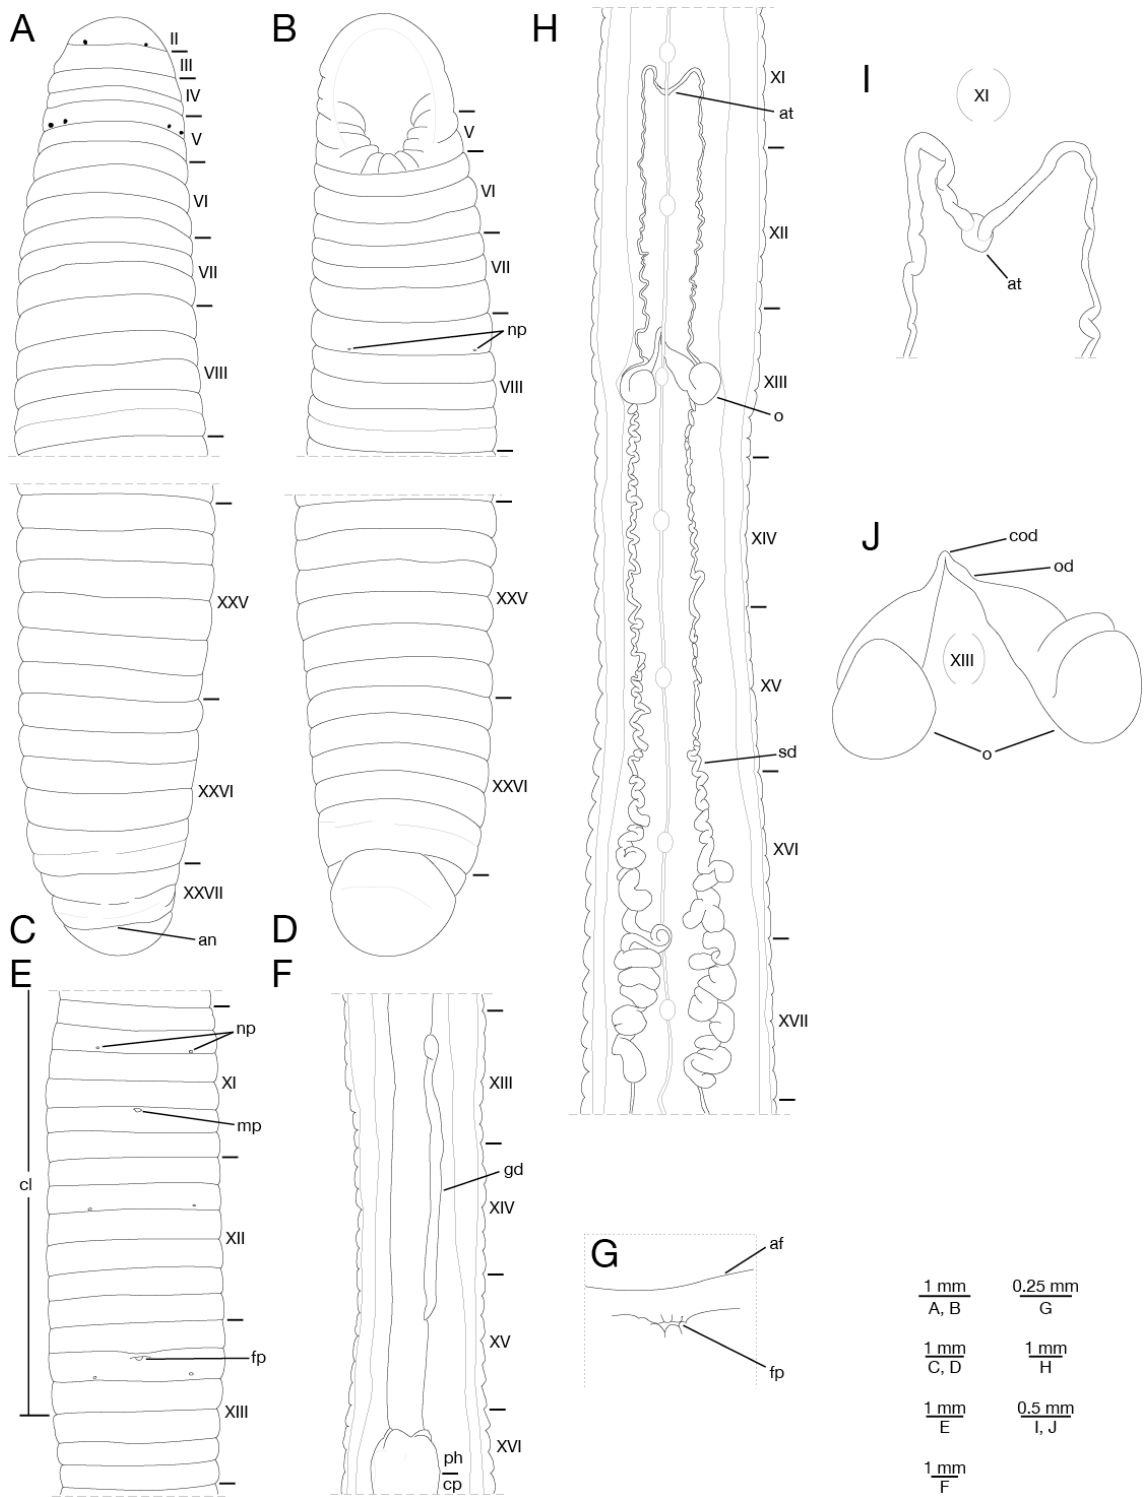 A
II
III
IV
V
VI
VII
VIII
B
V
VI
VII
np
VIII
XXV
XXVI
XXVII
an
C
XXV
XXVI
D
E
np
XI
mp
cl
XII
fp
XIII
F
XIII
gd
XIV
XV
XVI
ph
cp
H
XI
at
XII
XIII
o
XIV
XV
sd
XVI
XVII
I
XI
at
J
cod
od
XIII
o
G
af
fp
1 mm
A, B
0.25 mm
G
1 mm
C, D
1 mm
H
1 mm
E
0.5 mm
I, J
1 mm
F